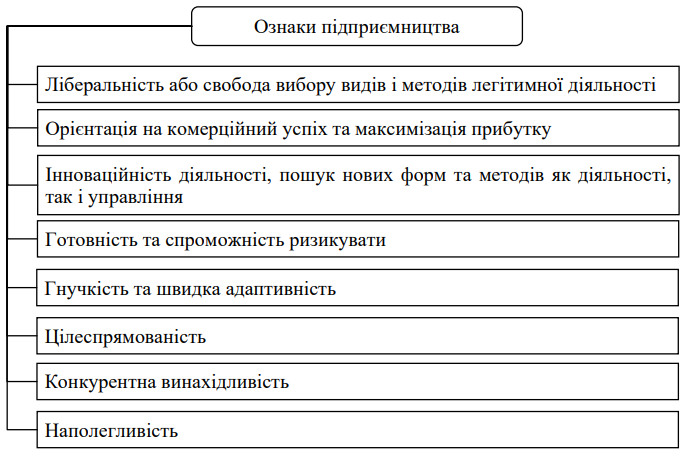 Ознаки підприємництва
Ліберальність або свобода вибору видів і методів легітимної діяльності
Орієнтація на комерційний успіх та максимізація прибутку
Інноваційність діяльності, пошук нових форм та методів як діяльності,
так і управління
Готовність та спроможність ризикувати
Гнучкість та швидка адаптивність
Цілеспрямованість
Конкурентна винахідливість
Наполегливість